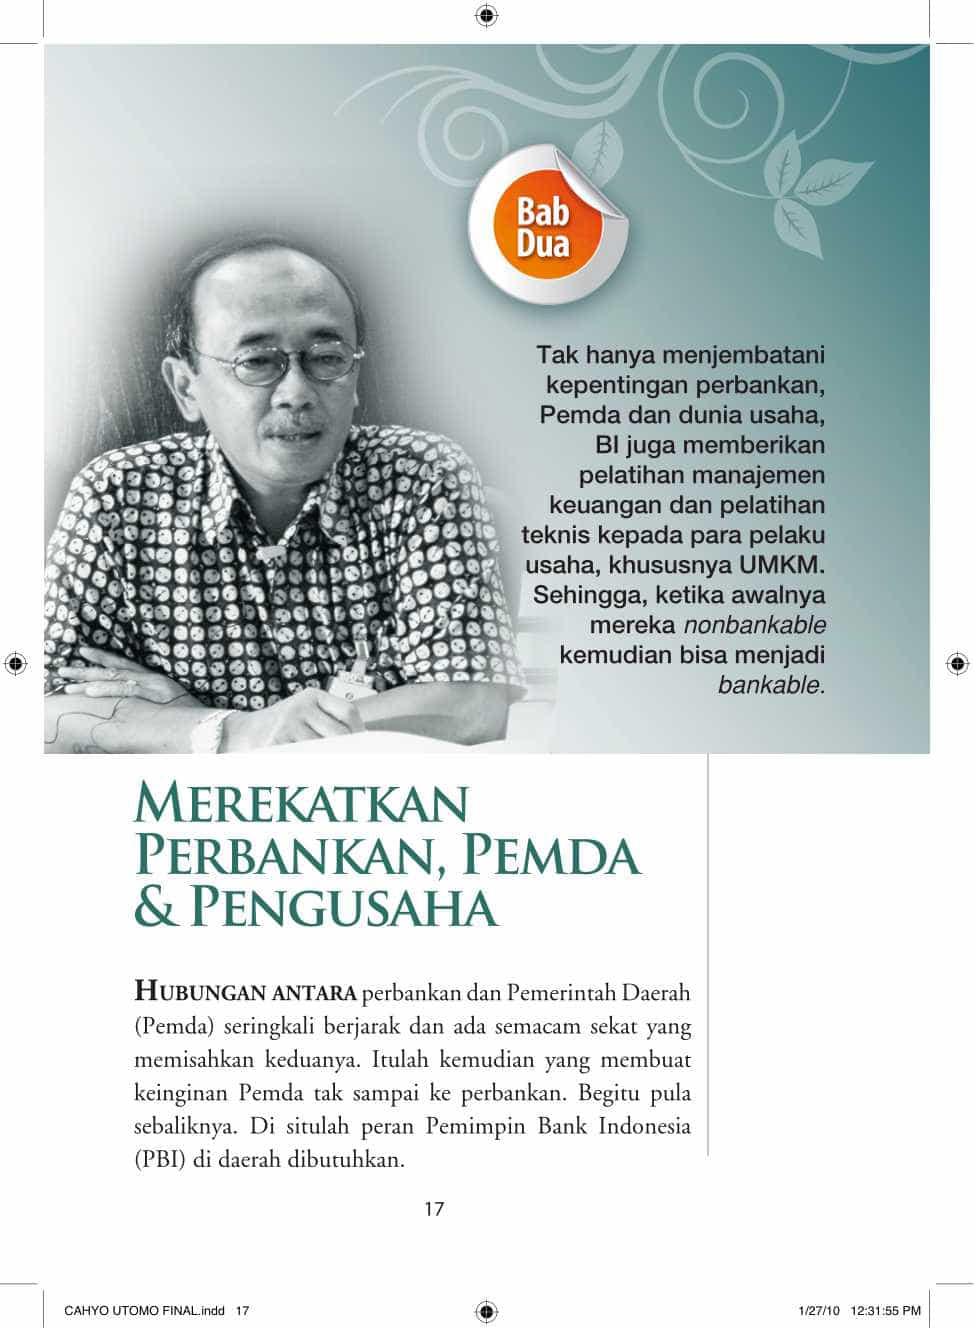 Bab
Dua
Tak hanya menjembatani
kepentingan perbankan,
Pemda dan dunia usaha,
BI juga memberikan
pelatihan manajemen
keuangan dan pelatihan
teknis kepada para pelaku
usaha, khususnya UMKM.
Sehingga, ketika awalnya
mereka nonbankable
kemudian bisa menjadi
bankable.
MEREKATKAN
PERBANKAN, PEMDA
& PENGUSAHA
HUBUNGAN ANTARA perbankan dan Pemerintah Daerah
(Pemda) seringkali berjarak dan ada semacam sekat yang
memisahkan keduanya. Itulah kemudian yang membuat
keinginan Pemda tak sampai ke perbankan. Begitu pula
sebaliknya. Di situlah peran Pemimpin Bank Indonesia
(PBI) di daerah dibutuhkan.
17
CAHYO UTOMO FINAL.indd 17
1/27/10 12:31:55 PM